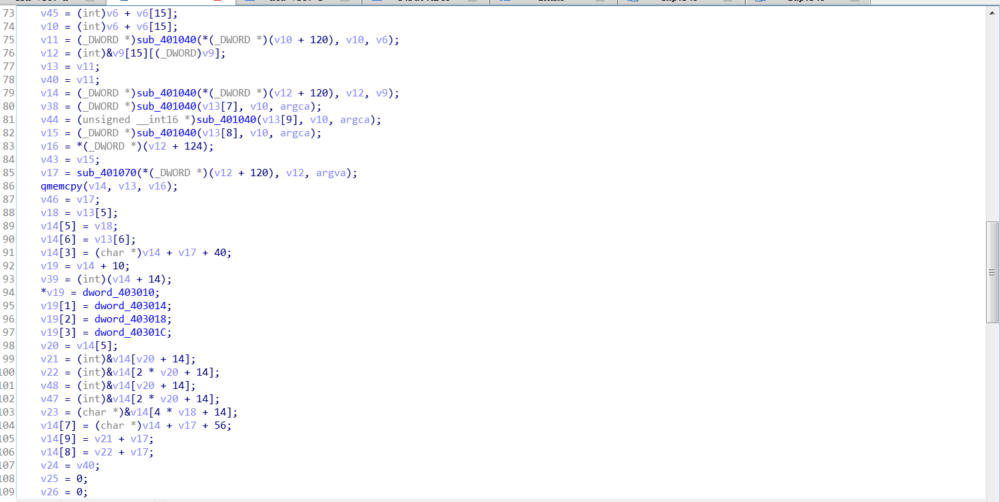 73 v45 = (int)v6 + v6[15];
74 v10 = (int)v6 + v6[15];
75 v11 = (_DWORD *)sub_401040(*(_DWORD *)(v10 + 120), v10, v6);
76 v12 = (int)&v9[15][(_DWORD)v9];
77 v13 = v11;
78 v40 = v11;
79 v14 = (_DWORD *)sub_401040(*(_DWORD *)(v12 + 120), v12, v9);
80 v38 = (_DWORD *)sub_401040(v13[7], v10, argca);
81 v44 = (unsigned __int16 *)sub_401040(v13[9], v10, argca);
82 v15 = (_DWORD *)sub_401040(v13[8], v10, argca);
83 v16 = *(_DWORD *)(v12 + 124);
84 v43 = v15;
85 v17 = sub_401070(*(_DWORD *)(v12 + 120), v12, argva);
86 qmemcpy(v14, v13, v16);
87 v46 = v17;
88 v18 = v13[5];
89 v14[5] = v18;
90 v14[6] = v13[6];
91 v14[3] = (char *)v14 + v17 + 40;
92 v19 = v14 + 10;
93 v39 = (int)(v14 + 14);
94 *v19 = dword_403010;
95 v19[1] = dword_403014;
96 v19[2] = dword_403018;
97 v19[3] = dword_40301C;
98 v20 = v14[5];
99 v21 = (int)&v14[v20 + 14];
100 v22 = (int)&v14[2 * v20 + 14];
101 v48 = (int)&v14[v20 + 14];
102 v47 = (int)&v14[2 * v20 + 14];
103 v23 = (char *)&v14[4 * v18 + 14];
104 v14[7] = (char *)v14 + v17 + 56;
105 v14[9] = v21 + v17;
106 v14[8] = v22 + v17;
107 v24 = v40;
108 v25 = 0;
109 v26 = 0;